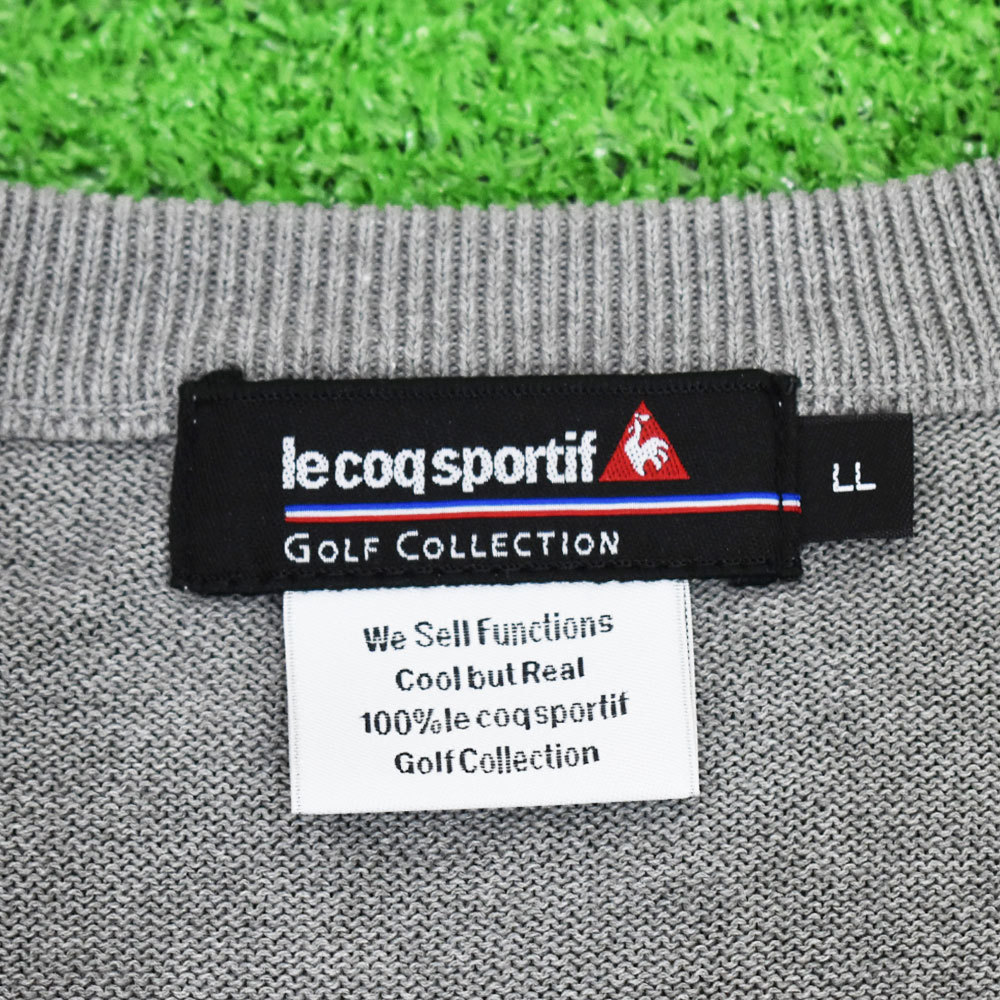 le coq sportif
LL
GOLF COLLECTION
We Sell Functions
Cool but Real
100% le coq sportif
Golf Collection